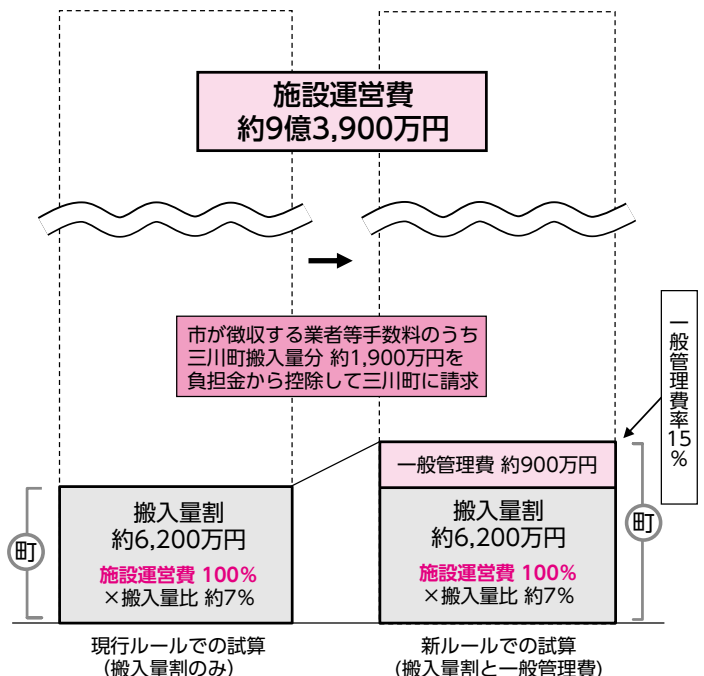 施設運営費
約9億3,900万円
市が徴収する業者等手数料のうち
三川町搬入量分 約1,900万円を
負担金から控除して三川町に請求
一般管理費率15%
町
搬入量割
約6,200万円
施設運営費 100%
×搬入量比 約7%
現行ルールでの試算
(搬入量割のみ)
一般管理費 約900万円
搬入量割
約6,200万円
施設運営費 100%
×搬入量比 約7%
町
新ルールでの試算
(搬入量割と一般管理費)